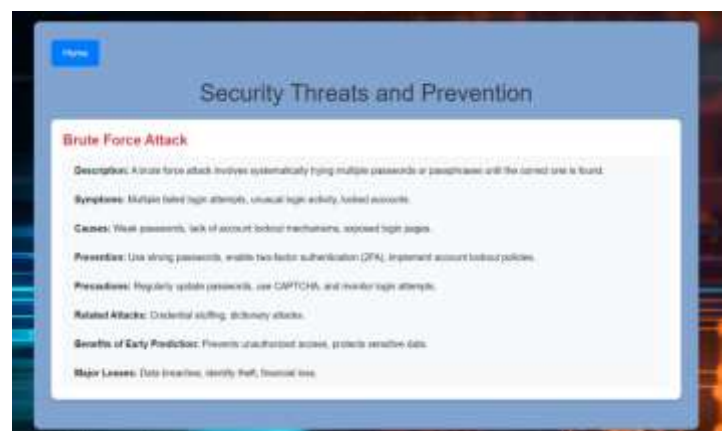 Home
Security Threats and Prevention
Brute Force Attack
Description: A brute force attack involves systematically trying multiple passwords or passphrases until the correct one is found.
Symptoms: Multiple failed login attempts, unusual login activity, locked accounts.
Causes: Weak passwords, lack of account lockout mechanisms, exposed login pages.
Prevention: Use strong passwords, enable two-factor authentication (2FA), implement account lockout policies.
Precautions: Regularly update passwords, use CAPTCHA, and monitor login attempts.
Related Attacks: Credential stuffing, dictionary attacks.
Benefits of Early Prediction: Prevents unauthorized access, protects sensitive data.
Major Losses: Data breaches, identity theft, financial loss.